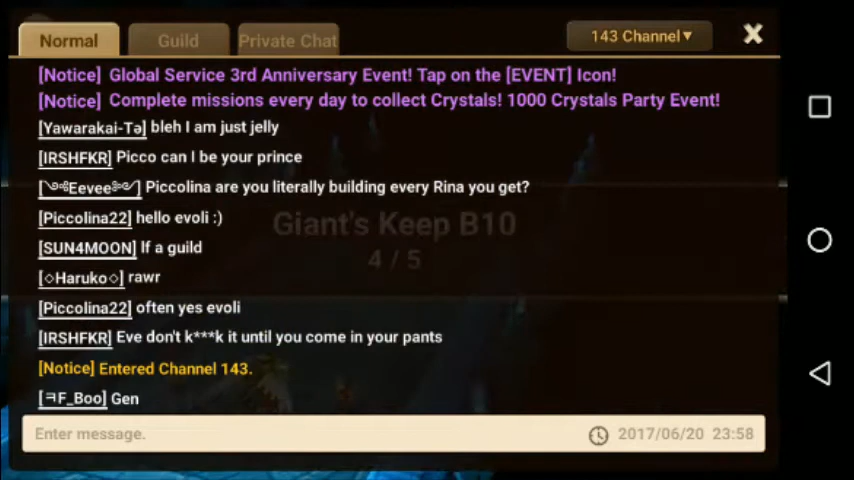 Normal Guild Private Chat 143 Channel▼
[Notice] Global Service 3rd Anniversary Event! Tap on the [EVENT] Icon!
[Notice] Complete missions every day to collect Crystals! 1000 Crystals Party Event!
[Yawarakai-Tə] bleh I am just jelly
[IRSHFKR] Picco can I be your prince
[༺Eevee༻] Piccolina are you literally building every Rina you get?
[Piccolina22] hello evoli :)
Giant's Keep B10
[SUN4MOON] lf a guild
4 / 5
[◇Haruko◇] rawr
[Piccolina22] often yes evoli
[IRSHFKR] Eve don't k***k it until you come in your pants
[Notice] Entered Channel 143.
[ㅋF_Boo] Gen
Enter message. 2017/06/20 23:58